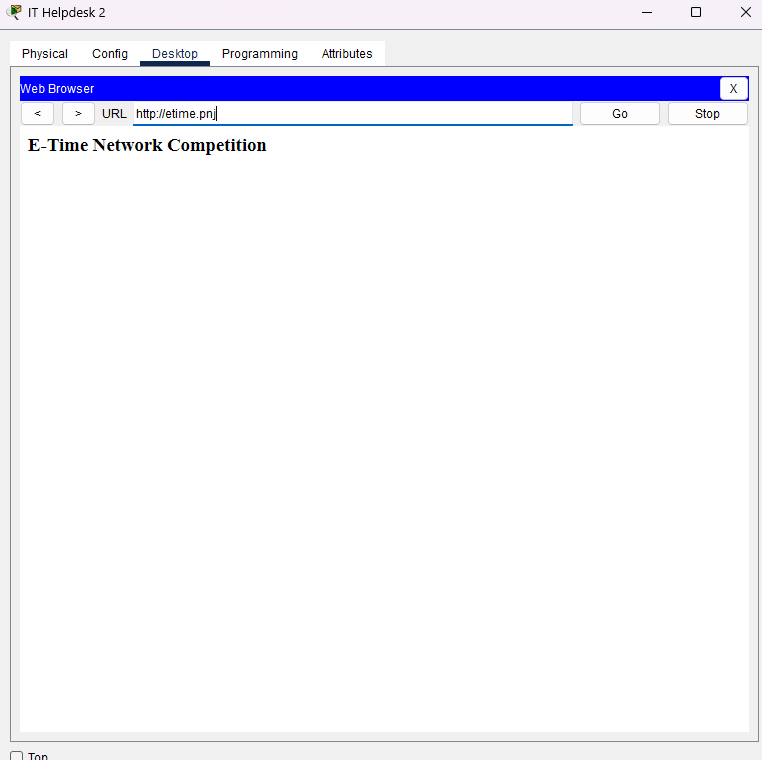 IT Helpdesk 2
Physical Config Desktop Programming Attributes
Web Browser X
< > URL http://etime.pnj Go Stop
E-Time Network Competition
Top